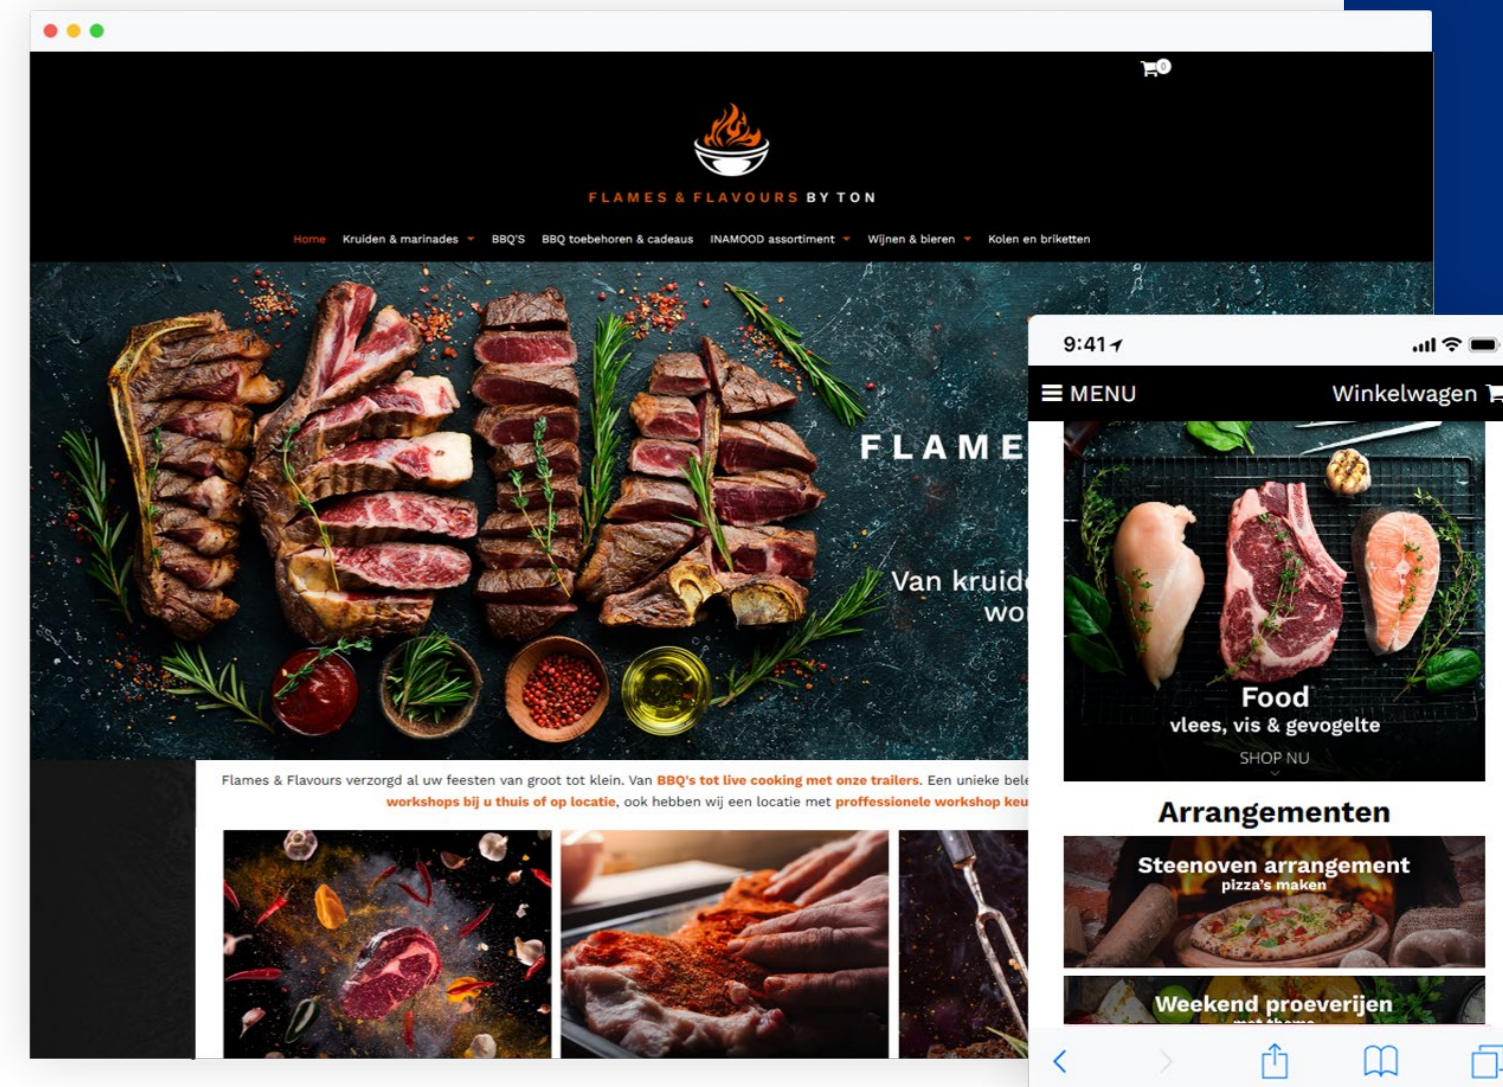 0
FLAMES & FLAVOURS BY TON
Home Kruiden & marinades BBQ'S BBQ toebehoren & cadeaus INAMOOD assortiment Wijnen & bieren Kolen en briketten
FLAME
Van kruid
wo
Flames & Flavours verzorgd al uw feesten van groot tot klein. Van BBQ's tot live cooking met onze trailers. Een unieke bele
workshops bij u thuis of op locatie, ook hebben wij een locatie met proffessionele workshop keu
9:41
MENU Winkelwagen
Food
vlees, vis & gevogelte
SHOP NU
Arrangementen
Steenoven arrangement
pizza's maken
Weekend proeverijen
met thema